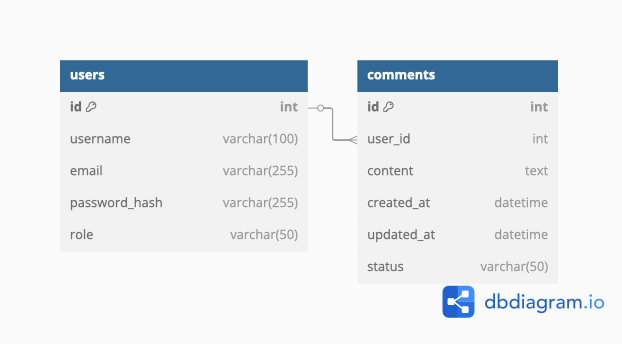 users
id int
username varchar(100)
email varchar(255)
password_hash varchar(255)
role varchar(50)
comments
id int
user_id int
content text
created_at datetime
updated_at datetime
status varchar(50)
dbdiagram.io